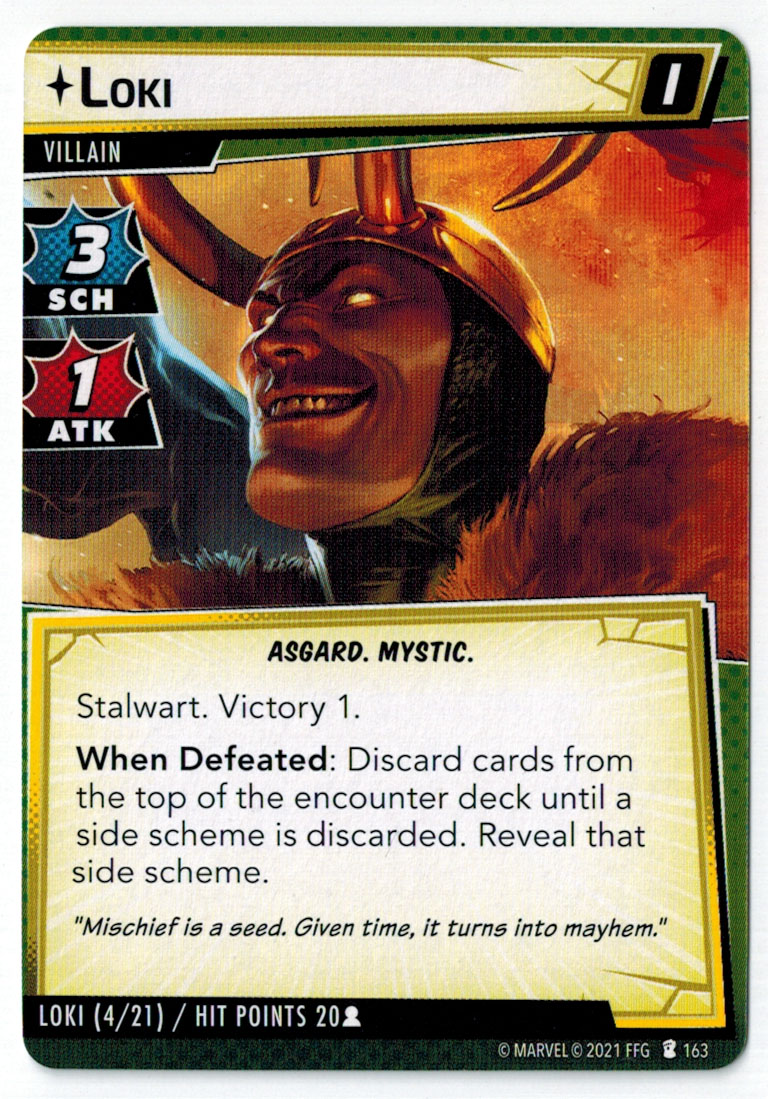 LOKI
I
VILLAIN
3
SCH
1
ATK
ASGARD. MYSTIC.
Stalwart. Victory 1.
When Defeated: Discard cards from
the top of the encounter deck until a
side scheme is discarded. Reveal that
side scheme.
"Mischief is a seed. Given time, it turns into mayhem."
LOKI (4/21) / HIT POINTS 20
© MARVEL © 2021 FFG 163